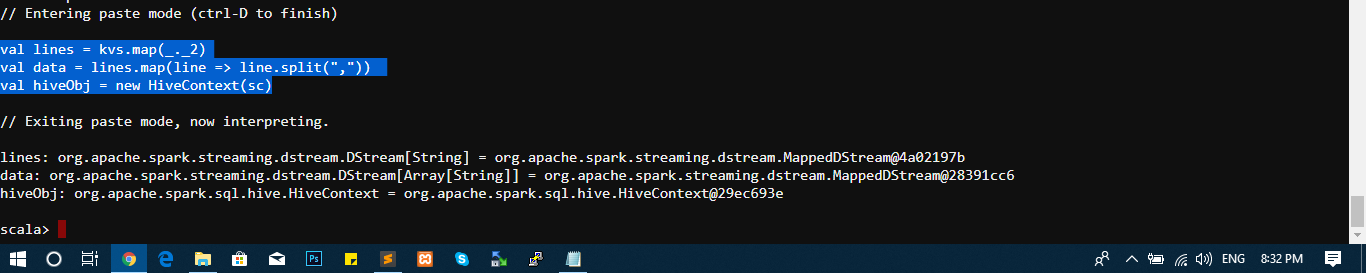 // Entering paste mode (ctrl-D to finish)
val lines = kvs.map(_._2)
val data = lines.map(line => line.split(","))
val hiveObj = new HiveContext(sc)
// Exiting paste mode, now interpreting.
lines: org.apache.spark.streaming.dstream.DStream[String] = org.apache.spark.streaming.dstream.MappedDStream@4a02197b
data: org.apache.spark.streaming.dstream.DStream[Array[String]] = org.apache.spark.streaming.dstream.MappedDStream@28391cc6
hiveObj: org.apache.spark.sql.hive.HiveContext = org.apache.spark.sql.hive.HiveContext@29ec693e
scala>
Ps
ENG 8:32 PM